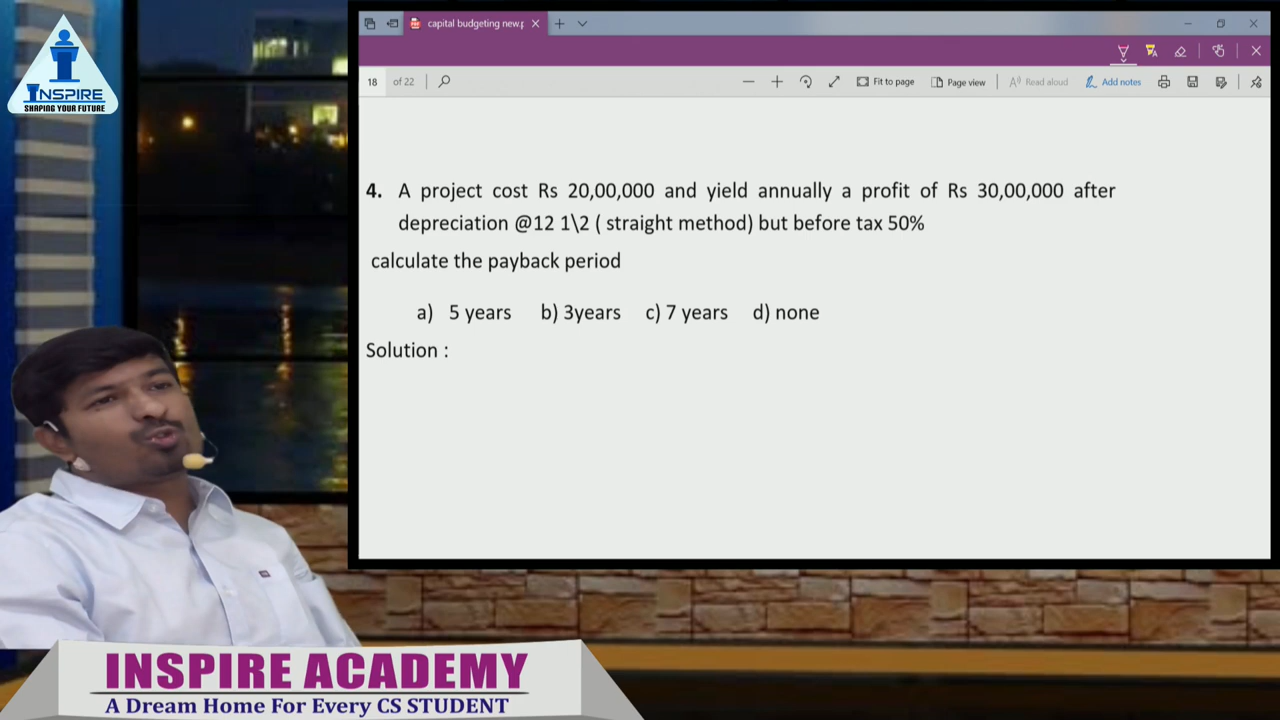 INSPIRE
SHAPING YOUR FUTURE
capital budgeting new.p
18 of 22
Fit to page
Page view
Read aloud
Add notes
4. A project cost Rs 20,00,000 and yield annually a profit of Rs 30,00,000 after
depreciation @12 1\2 ( straight method) but before tax 50%
calculate the payback period
a) 5 years b) 3years c) 7 years d) none
Solution :
INSPIRE ACADEMY
A Dream Home For Every CS STUDENT